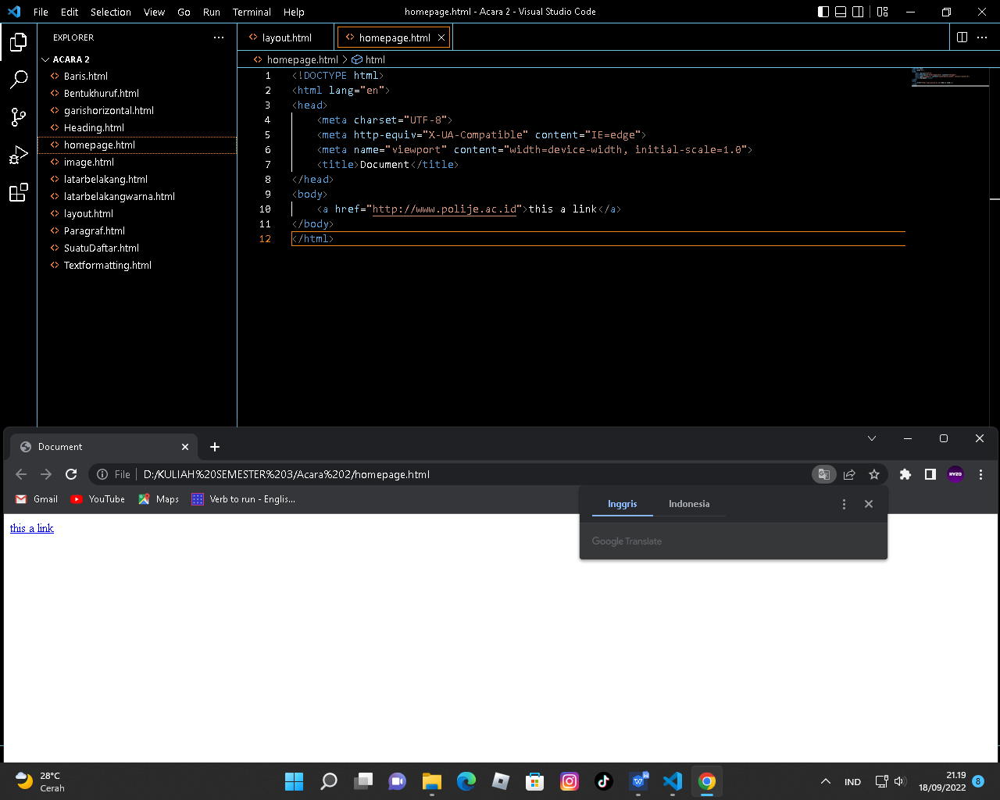 File Edit Selection View Go Run Terminal Help homepage.html - Acara 2 - Visual Studio Code
EXPLORER
layout.html homepage.html
ACARA 2
homepage.html > html
Baris.html
Bentukhuruf.html
garishorizontal.html
Heading.html
homepage.html
image.html
latarbelakang.html
latarbelakangwarna.html
layout.html
Paragraf.html
SuatuDaftar.html
Textformatting.html
1 <!DOCTYPE html>
2 <html lang="en">
3 <head>
4 <meta charset="UTF-8">
5 <meta http-equiv="X-UA-Compatible" content="IE=edge">
6 <meta name="viewport" content="width=device-width, initial-scale=1.0">
7 <title>Document</title>
8 </head>
9 <body>
10 <a href="http://www.polije.ac.id">this a link</a>
11 </body>
12 </html>
Document
File D:/KULIAH%20SEMESTER%203/Acara%202/homepage.html
HYZO
Gmail YouTube Maps Verb to run - Englis...
Inggris Indonesia
Google Translate
this a link
28°C
Cerah
IND
21.19
18/09/2022
8